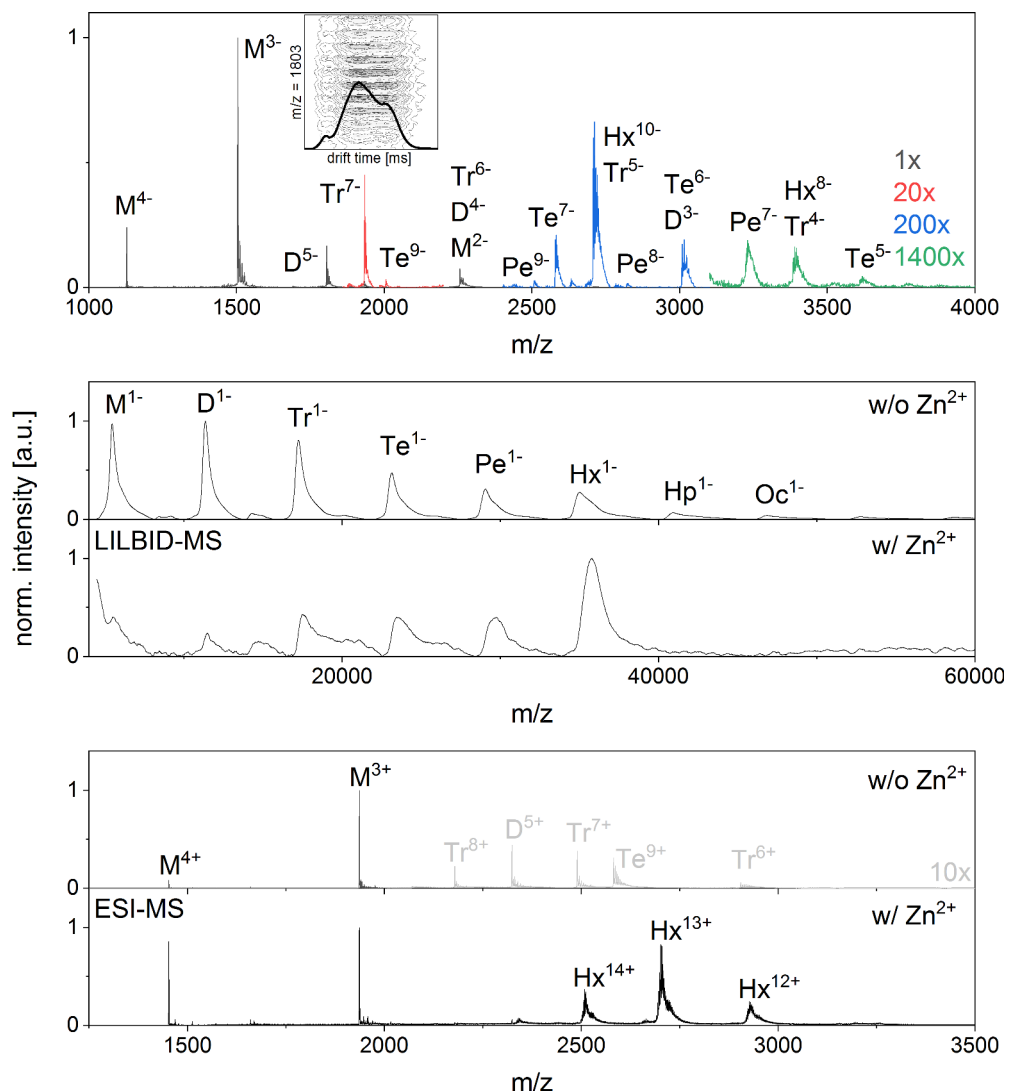 1
M3-
m/z = 1803
drift time [ms]
M4-
D5-
Tr7-
Te9-
Tr6-
D4-
M2-
Pe9-
Te7-
Hx10-
Tr5-
Pe8-
Te6-
D3-
Pe7-
Hx8-
Tr4-
Te5-
1x
20x
200x
1400x
0
1000 1500 2000 2500 3000 3500 4000
m/z
norm. intensity [a.u.]
M1- D1- Tr1- Te1- Pe1- Hx1- Hp1- Oc1-
w/o Zn2+
1
0
LILBID-MS
w/ Zn2+
1
0
20000 40000 60000
m/z
M3+
w/o Zn2+
1
M4+
Tr8+ D5+ Tr7+ Te9+ Tr6+
10x
0
ESI-MS
w/ Zn2+
1
Hx14+ Hx13+ Hx12+
0
1500 2000 2500 3000 3500
m/z